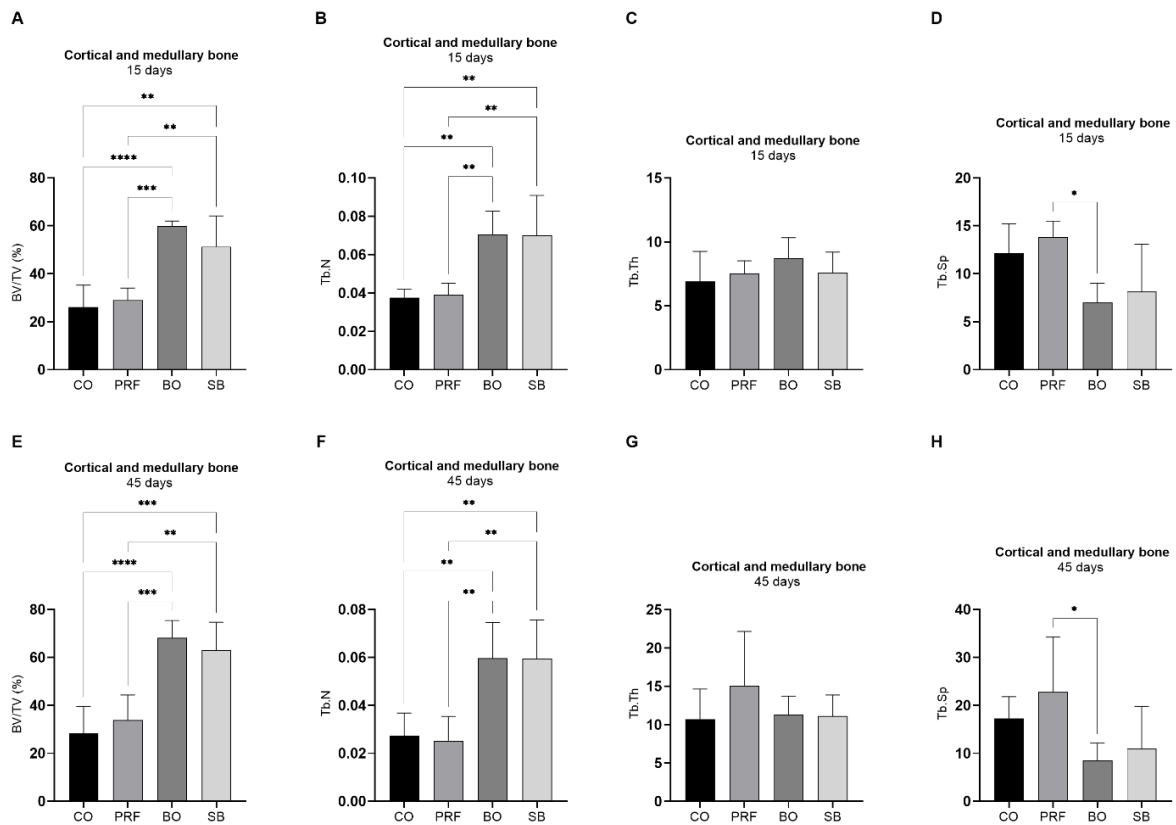 A
Cortical and medullary bone
15 days
**
**
****
***
BV/TV (%)
80
60
40
20
0
CO PRF BO SB
B
Cortical and medullary bone
15 days
**
**
**
**
Tb.N
0.10
0.08
0.06
0.04
0.02
0.00
CO PRF BO SB
C
Cortical and medullary bone
15 days
Tb.Th
15
10
5
0
CO PRF BO SB
D
Cortical and medullary bone
15 days
*
Tb.Sp
20
15
10
5
0
CO PRF BO SB
E
Cortical and medullary bone
45 days
***
**
****
***
BV/TV (%)
80
60
40
20
0
CO PRF BO SB
F
Cortical and medullary bone
45 days
**
**
**
**
Tb.N
0.08
0.06
0.04
0.02
0.00
CO PRF BO SB
G
Cortical and medullary bone
45 days
Tb.Th
25
20
15
10
5
0
CO PRF BO SB
H
Cortical and medullary bone
45 days
*
Tb.Sp
40
30
20
10
0
CO PRF BO SB